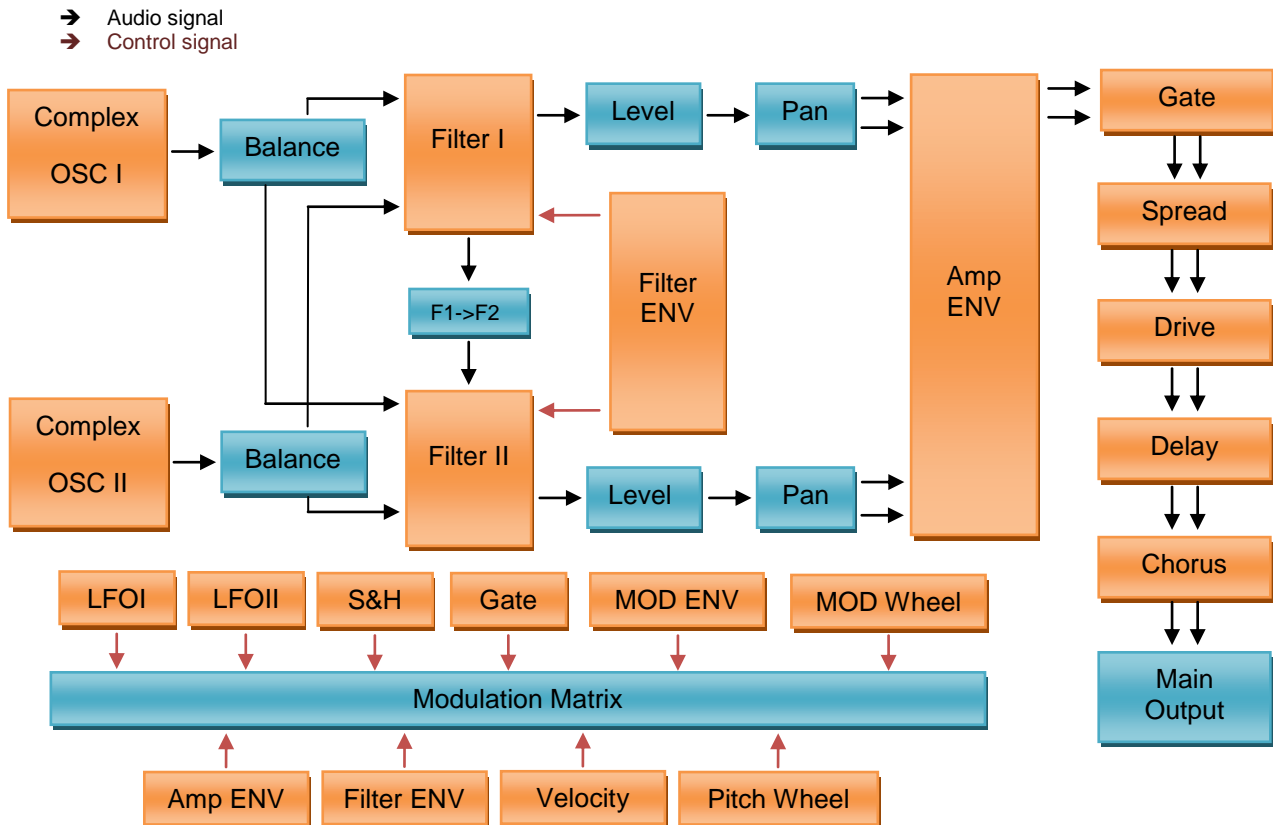 Audio signal
Control signal
Complex
OSC I
Balance
Filter I
Level
Pan
Amp
ENV
Gate
Spread
Filter
ENV
F1->F2
Drive
Complex
OSC II
Balance
Filter II
Level
Pan
Delay
Chorus
LFOI
LFOII
S&H
Gate
MOD ENV
MOD Wheel
Modulation Matrix
Main
Output
Amp ENV
Filter ENV
Velocity
Pitch Wheel